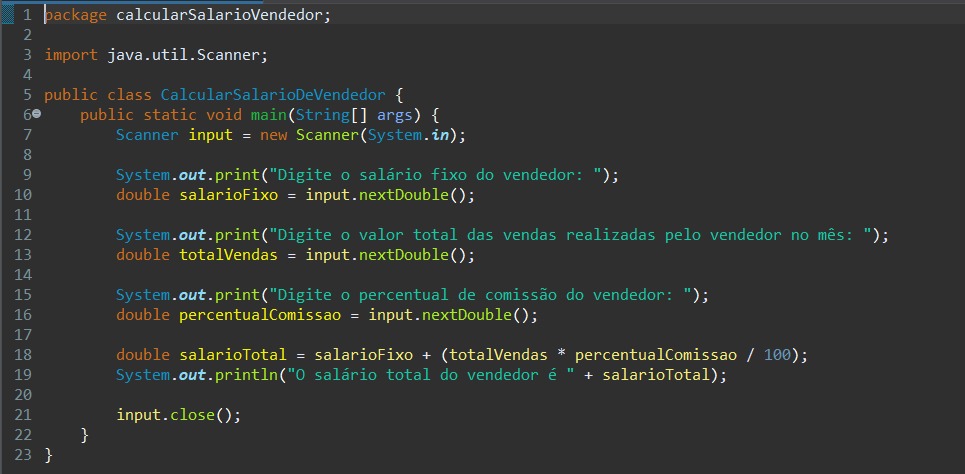 1 package calcularSalarioVendedor;
2
3 import java.util.Scanner;
4
5 public class CalcularSalarioDeVendedor {
6 public static void main(String[] args) {
7 Scanner input = new Scanner(System.in);
8
9 System.out.print("Digite o salário fixo do vendedor: ");
10 double salarioFixo = input.nextDouble();
11
12 System.out.print("Digite o valor total das vendas realizadas pelo vendedor no mês: ");
13 double totalVendas = input.nextDouble();
14
15 System.out.print("Digite o percentual de comissão do vendedor: ");
16 double percentualComissao = input.nextDouble();
17
18 double salarioTotal = salarioFixo + (totalVendas * percentualComissao / 100);
19 System.out.println("O salário total do vendedor é " + salarioTotal);
20
21 input.close();
22 }
23 }